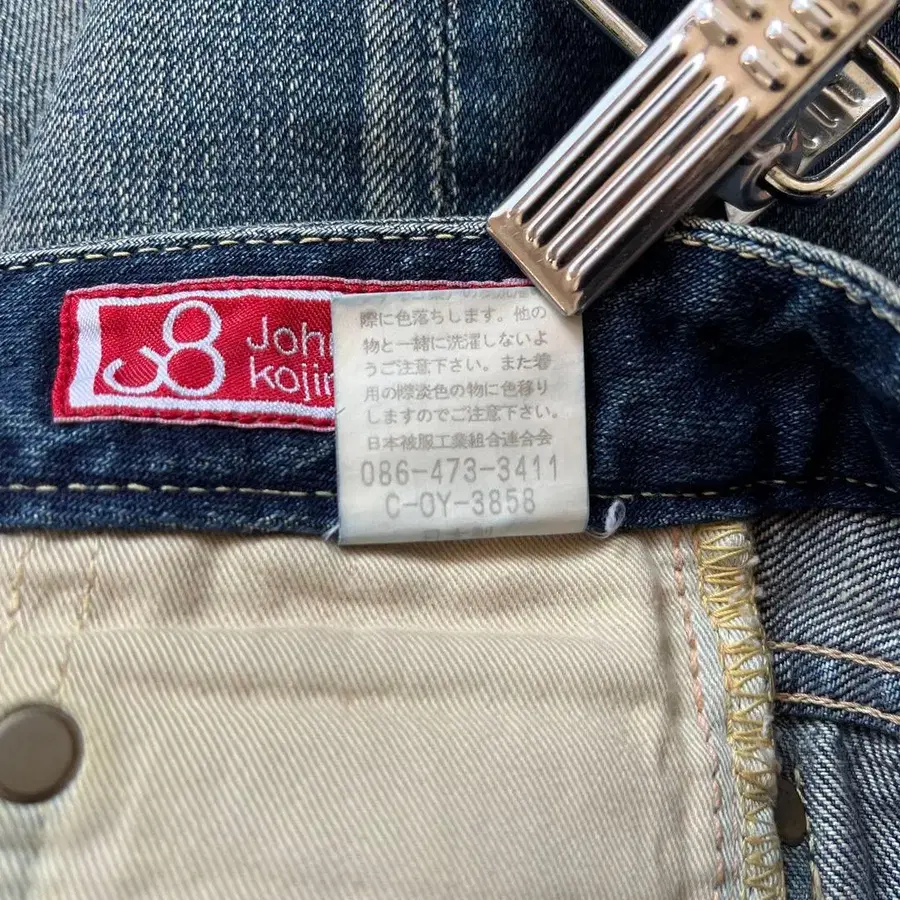 John
kojim
際に色落ちします。他の
物と一緒に洗濯しないよ
うご注意下さい。また着
用の際淡色の物に色移り
しますのでご注意下さい。
日本被服工業組合連合会
086-473-3411
C-OY-3858